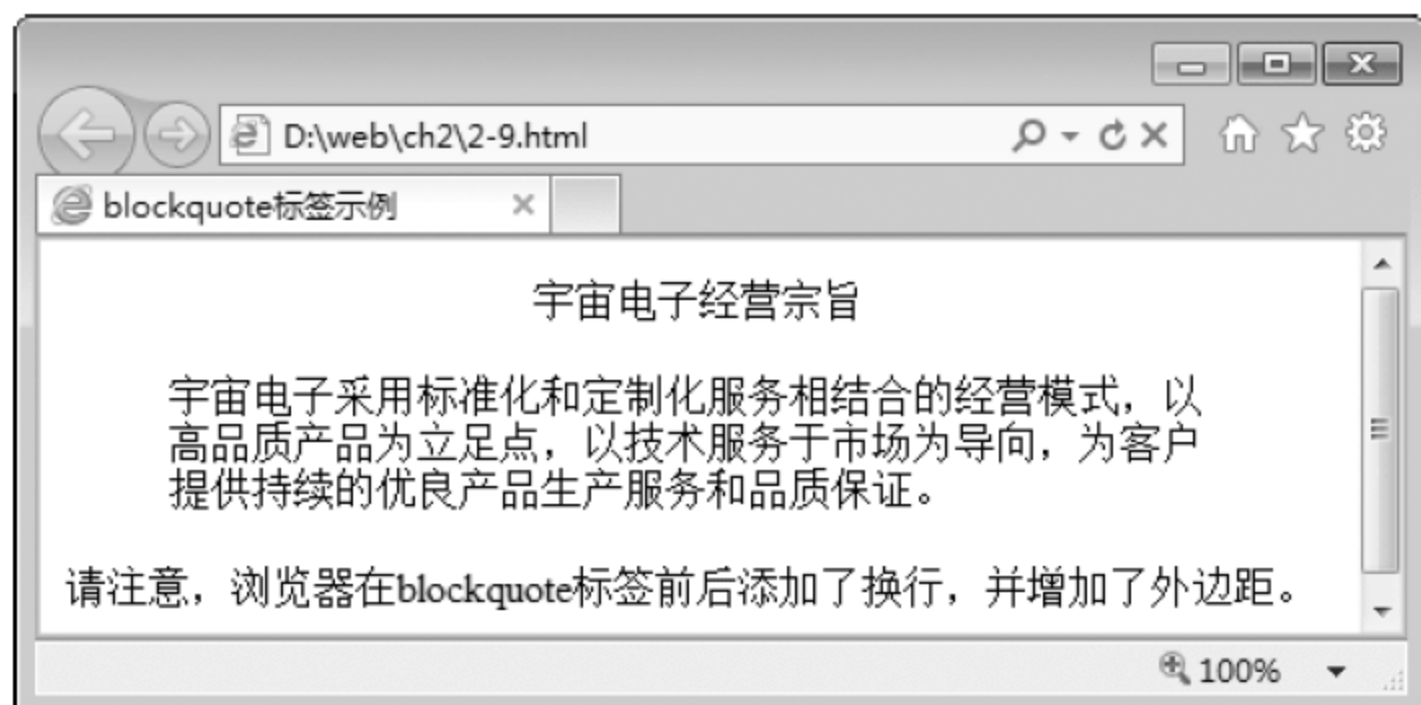 D:\web\ch2\2-9.html
blockquote标签示例
宇宙电子经营宗旨
宇宙电子采用标准化和定制化服务相结合的经营模式，以
高品质产品为立足点，以技术服务于市场为导向，为客户
提供持续的优良产品生产服务和品质保证。
请注意，浏览器在blockquote标签前后添加了换行，并增加了外边距。
100%